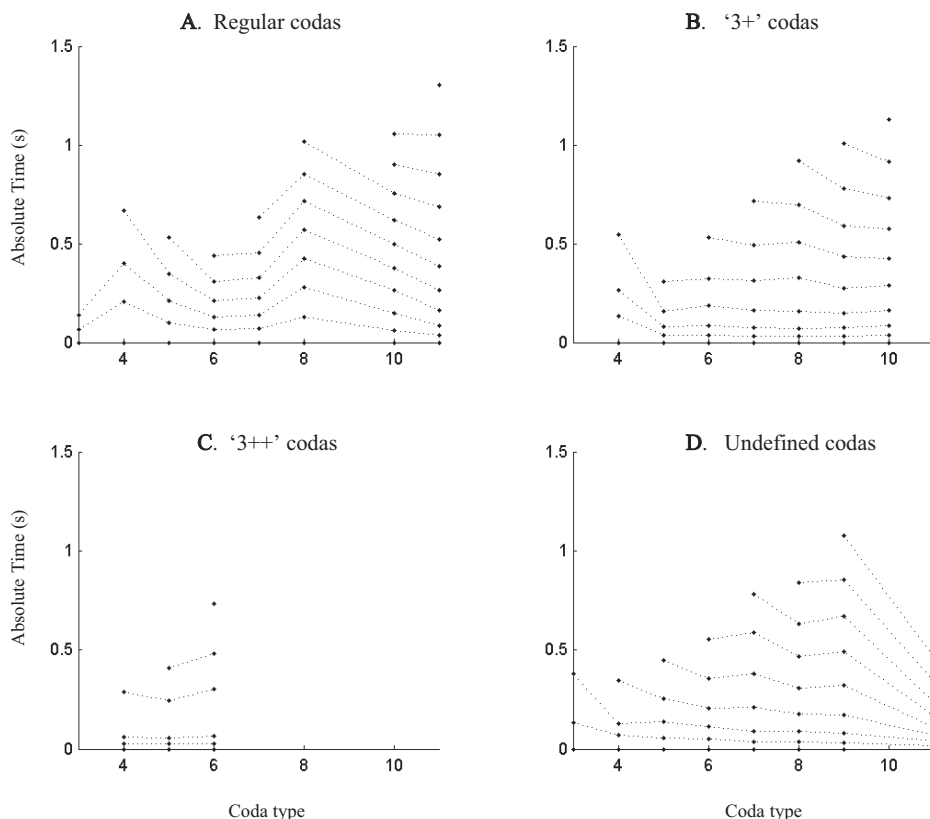 A. Regular codas
1.5
1
0.5
0
4 6 8 10
Absolute Time (s)
B. ‘3+’ codas
1.5
1
0.5
0
4 6 8 10
C. ‘3++’ codas
1.5
1
0.5
0
4 6 8 10
Absolute Time (s)
Coda type
D. Undefined codas
1.5
1
0.5
0
4 6 8 10
Coda type